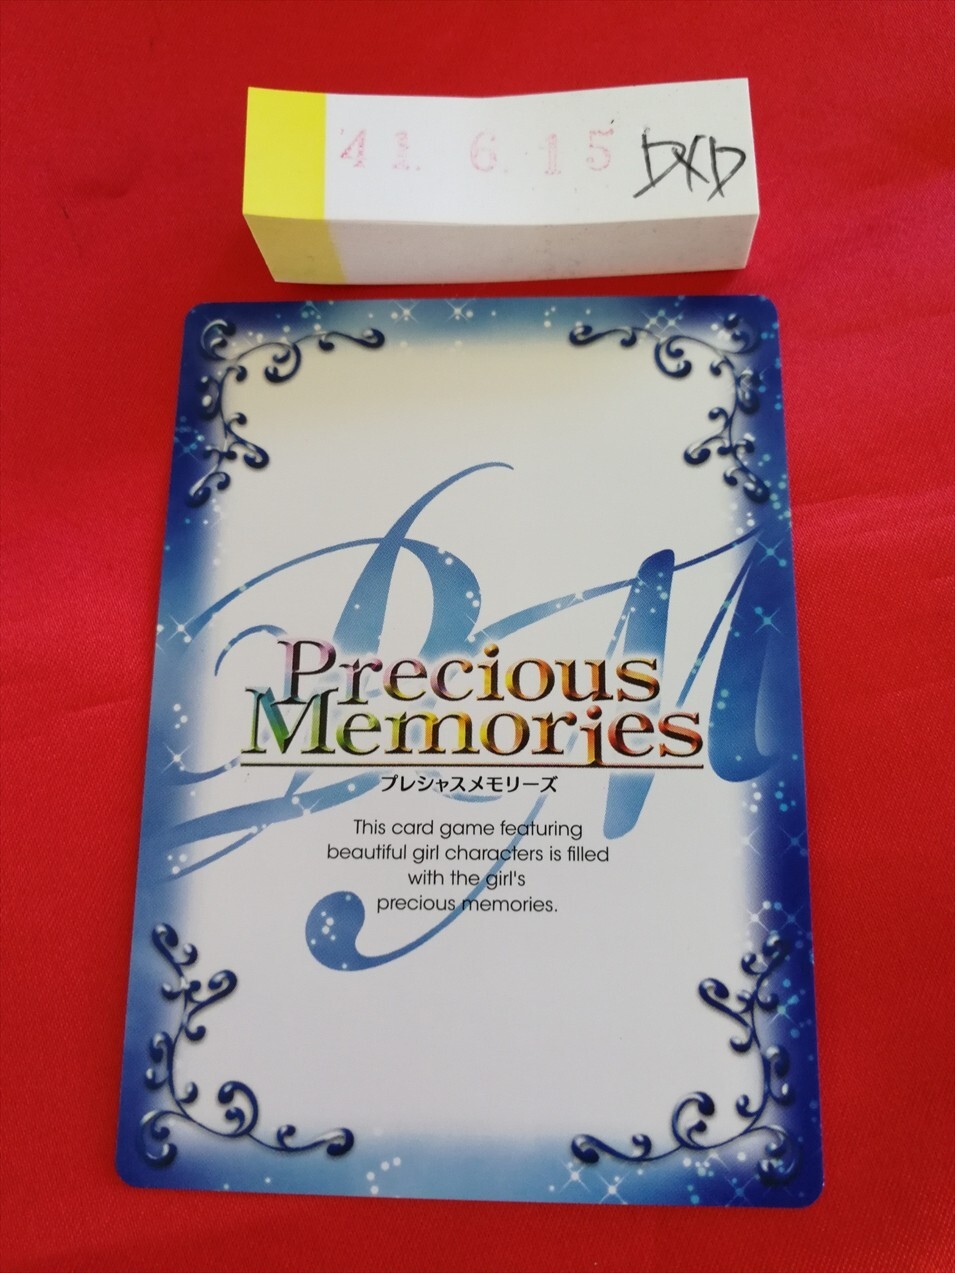 41. 6. 15 DXD
PM
Precious
Memories
プレシャスメモリーズ
This card game featuring
beautiful girl characters is filled
with the girl's
precious memories.